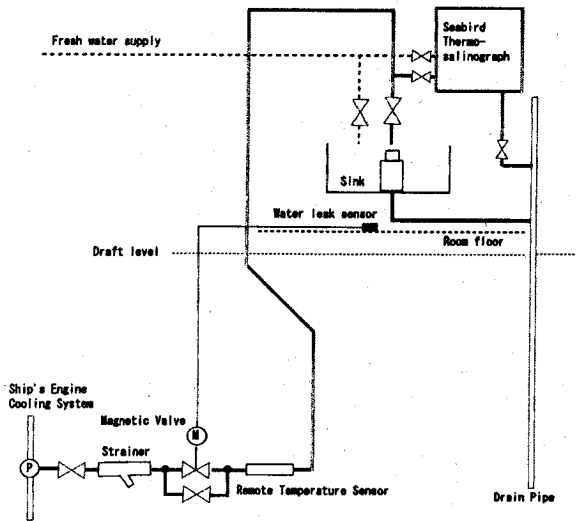 Fresh water supply
Seabird
Thermo-
salinograph
Sink
Water leak sensor
Room floor
Draft level
Ship's Engine
Cooling System
Magnetic Valve
M
Strainer
P
Remote Temperature Sensor
Drain Pipe